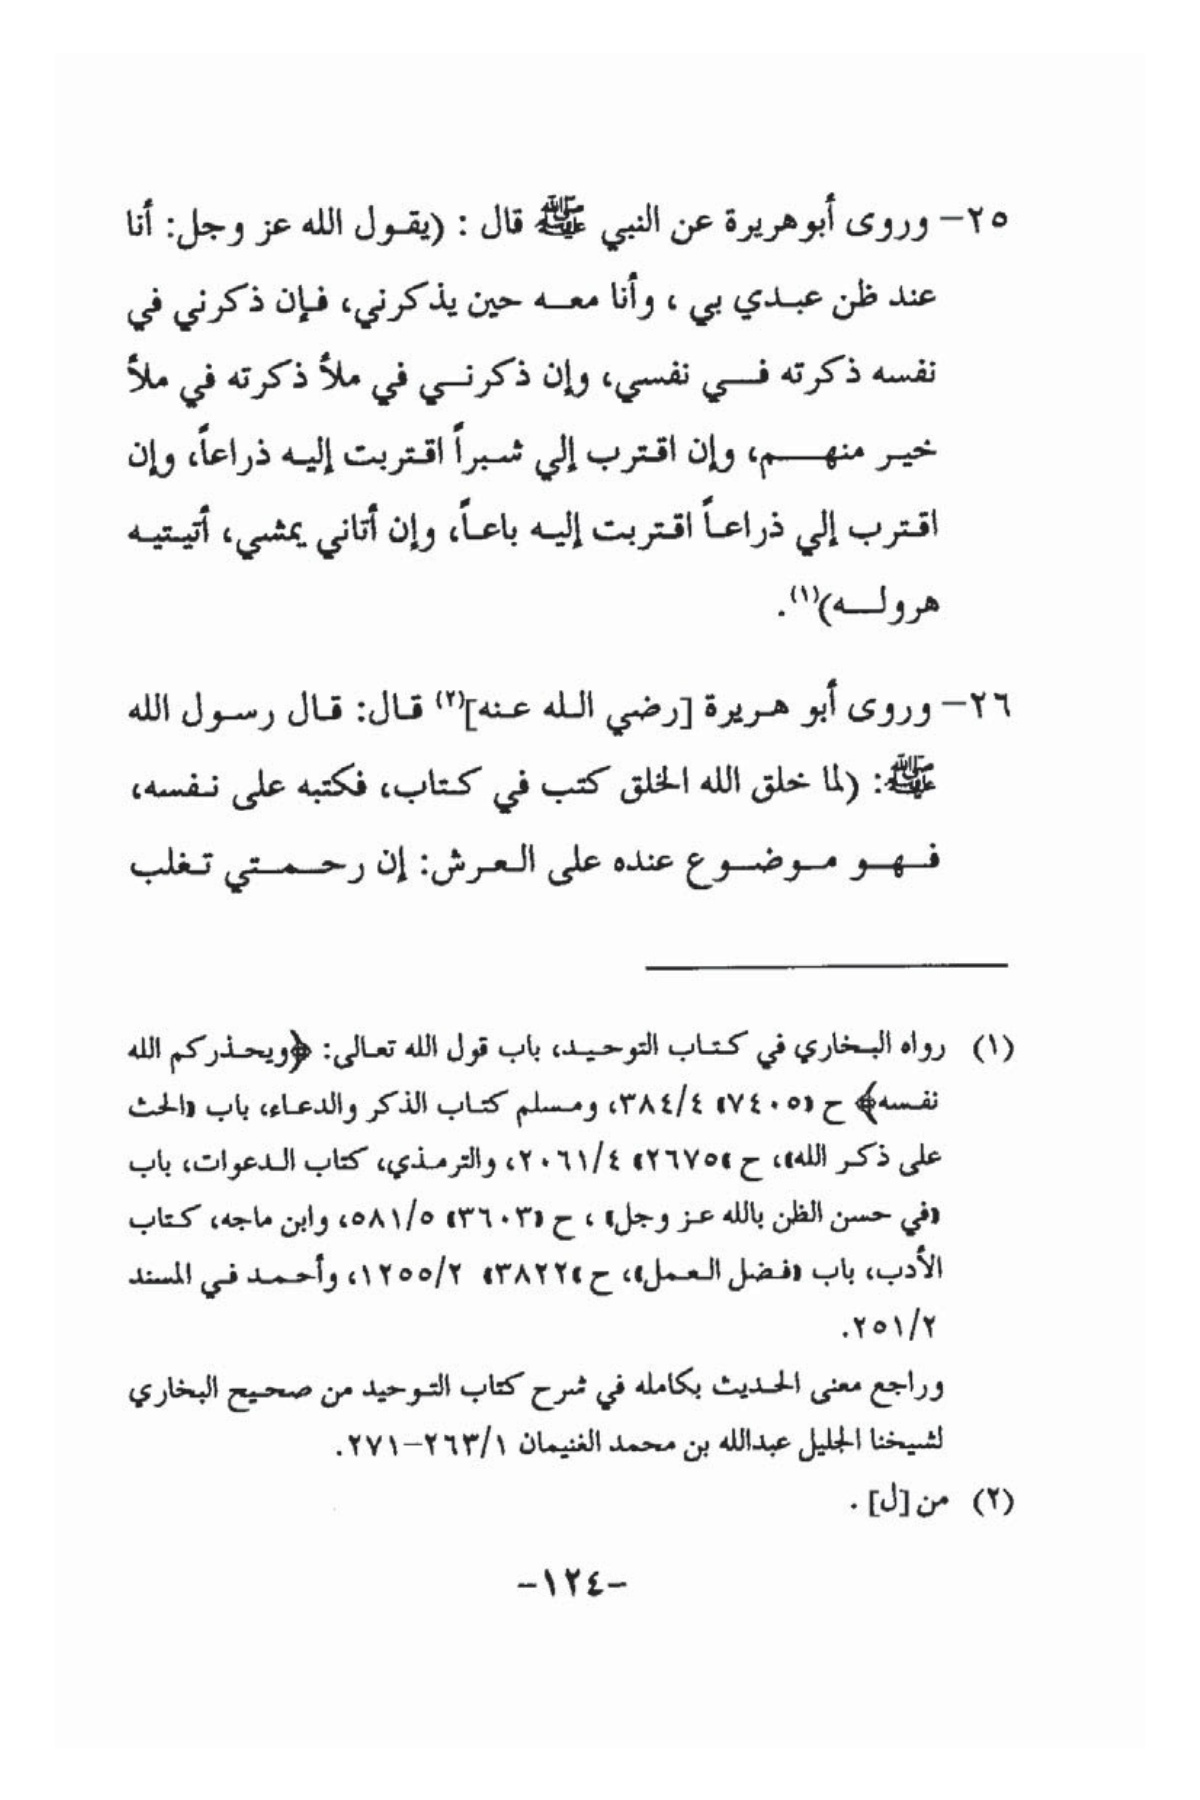 ٢٥- وروى أبوهريرة عن النبي ﷺ قال : (يقول الله عز وجل: أنا
عند ظن عبدي بي ، وأنا معه حين يذكرني، فإن ذكرني في
نفسه ذكرته في نفسي، وإن ذكرني في ملأ ذكرته في ملأ
خير منهم، وإن اقترب إلي شبراً اقتربت إليه ذراعاً، وإن
اقترب إلي ذراعاً اقتربت إليه باعاً، وإن أتاني يمشي، أتيتيه
هروله)(١).
٢٦- وروى أبو هريرة [رضي الله عنه](٢) قال: قال رسول الله
ﷺ: (لما خلق الله الخلق كتب في كتاب، فكتبه على نفسه،
فهو موضوع عنده على العرش: إن رحمتي تغلب
(١) رواه البخاري في كتاب التوحيد، باب قول الله تعالى: ﴿ويحذركم الله
نفسه﴾ ح «٧٤٠٥» ٣٨٤/٤، ومسلم كتاب الذكر والدعاء، باب «الحث
على ذكر الله»، ح «٢٦٧٥» ٢٠٦١/٤، والترمذي، كتاب الدعوات، باب
«في حسن الظن بالله عز وجل» ، ح «٣٦٠٣» ٥٨١/٥، وابن ماجه، كتاب
الأدب، باب «فضل العمل»، ح «٣٨٢٢» ١٢٥٥/٢، وأحمد في المسند
٢٥١/٢.
وراجع معنى الحديث بكامله في شرح كتاب التوحيد من صحيح البخاري
لشيخنا الجليل عبدالله بن محمد الغنيمان ٢٦٣/١-٢٧١.
(٢) من [ل] .
-١٢٤-